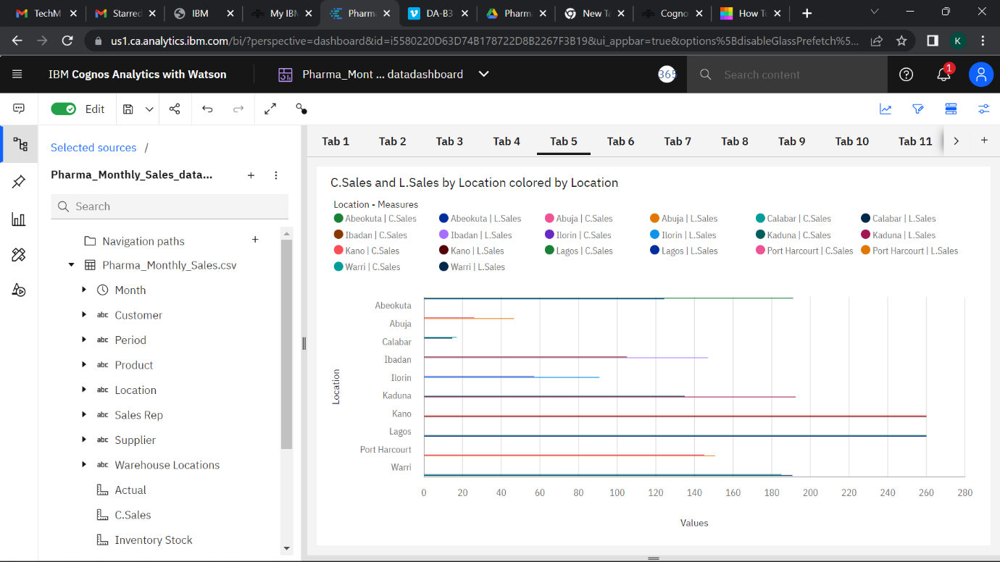 TechM
Starred
IBM
My IBM
Pharm
DA-B3
Pharm
New Ta
Cogno
How T
us1.ca.analytics.ibm.com/bi/?perspective=dashboard&id=i5580220D63D74B178722D8B2267F3B19&ui_appbar=true&options%5BdisableGlassPrefetch%5...
K
IBM Cognos Analytics with Watson
Pharma_Mont ... datadashboard
365
Search content
1
Edit
Tab 1 Tab 2 Tab 3 Tab 4 Tab 5 Tab 6 Tab 7 Tab 8 Tab 9 Tab 10 Tab 11
Selected sources /
Pharma_Monthly_Sales_data...
Search
Navigation paths
Pharma_Monthly_Sales.csv
Month
abc Customer
abc Period
abc Product
abc Location
abc Sales Rep
abc Supplier
abc Warehouse Locations
Actual
C.Sales
Inventory Stock
C.Sales and L.Sales by Location colored by Location
Location - Measures
Abeokuta | C.Sales Abeokuta | L.Sales Abuja | C.Sales Abuja | L.Sales Calabar | C.Sales Calabar | L.Sales
Ibadan | C.Sales Ibadan | L.Sales Ilorin | C.Sales Ilorin | L.Sales Kaduna | C.Sales Kaduna | L.Sales
Kano | C.Sales Kano | L.Sales Lagos | C.Sales Lagos | L.Sales Port Harcourt | C.Sales Port Harcourt | L.Sales
Warri | C.Sales Warri | L.Sales
Location
Abeokuta
Abuja
Calabar
Ibadan
Ilorin
Kaduna
Kano
Lagos
Port Harcourt
Warri
0 20 40 60 80 100 120 140 160 180 200 220 240 260 280
Values